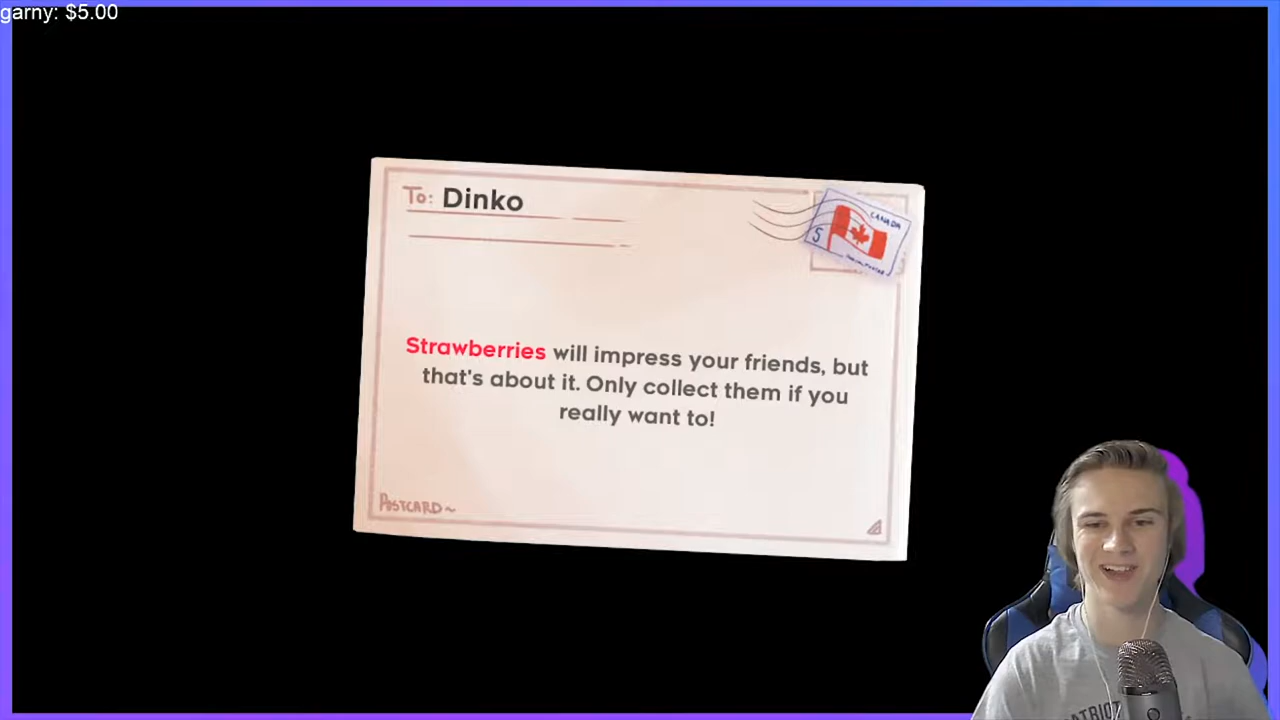 garny: $5.00
To: Dinko
CANADA
5
Strawberries will impress your friends, but
that's about it. Only collect them if you
really want to!
POSTCARD~